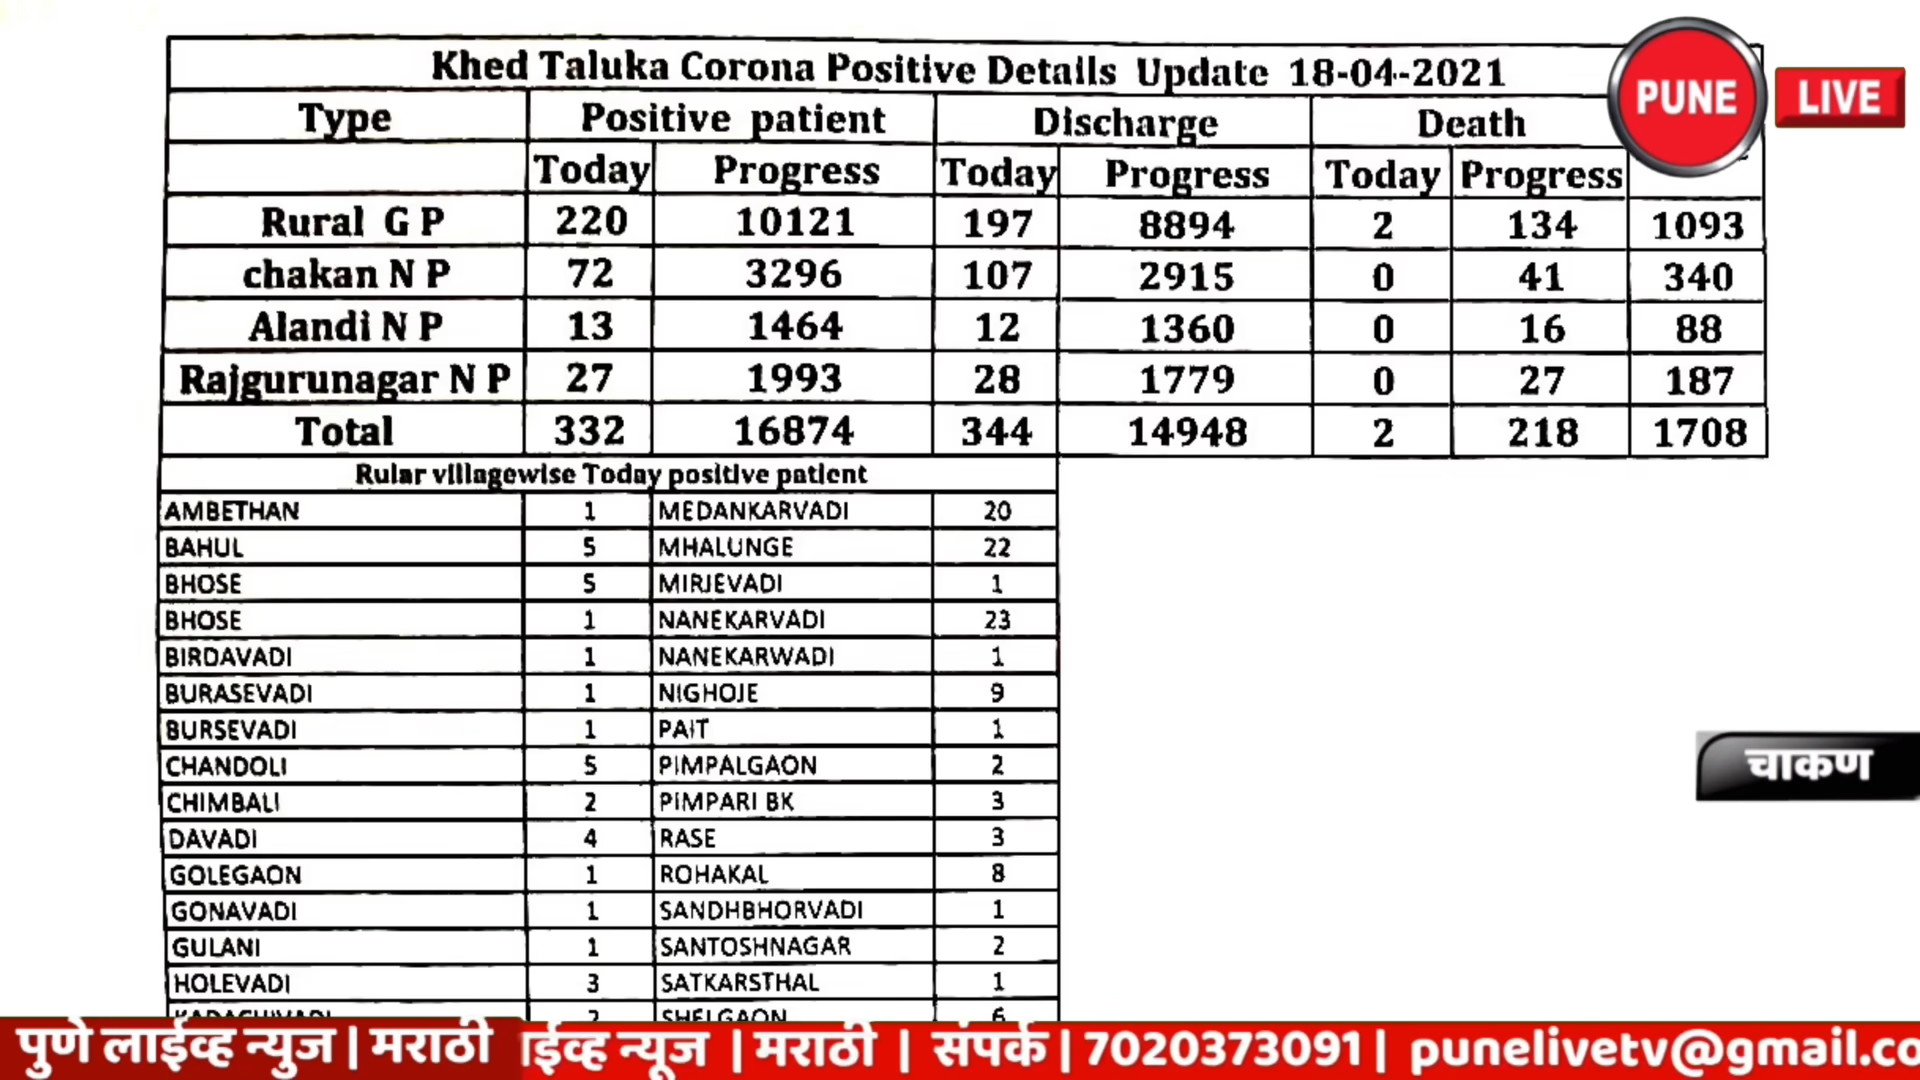 Khed Taluka Corona Positive Details Update 18-04-2021
PUNE LIVE
Type Positive patient Discharge Death
Today Progress Today Progress Today Progress
Rural G P 220 10121 197 8894 2 134 1093
chakan N P 72 3296 107 2915 0 41 340
Alandi N P 13 1464 12 1360 0 16 88
Rajgurunagar N P 27 1993 28 1779 0 27 187
Total 332 16874 344 14948 2 218 1708
Rular villagewise Today positive patient
AMBETHAN 1 MEDANKARVADI 20
BAHUL 5 MHALUNGE 22
BHOSE 5 MIRJEVADI 1
BHOSE 1 NANEKARVADI 23
BIRDAVADI 1 NANEKARWADI 1
BURASEVADI 1 NIGHOJE 9
BURSEVADI 1 PAIT 1
CHANDOLI 5 PIMPALGAON 2
चाकण
CHIMBALI 2 PIMPARI BK 3
DAVADI 4 RASE 3
GOLEGAON 1 ROHAKAL 8
GONAVADI 1 SANDHBHORVADI 1
GULANI 1 SANTOSHNAGAR 2
HOLEVADI 3 SATKARSTHAL 1
SHELGAON 6
पुणे लाईव्ह न्युज | मराठी ाईव्ह न्यूज | मराठी | संपर्क | 7020373091 | punelivetv@gmail.co